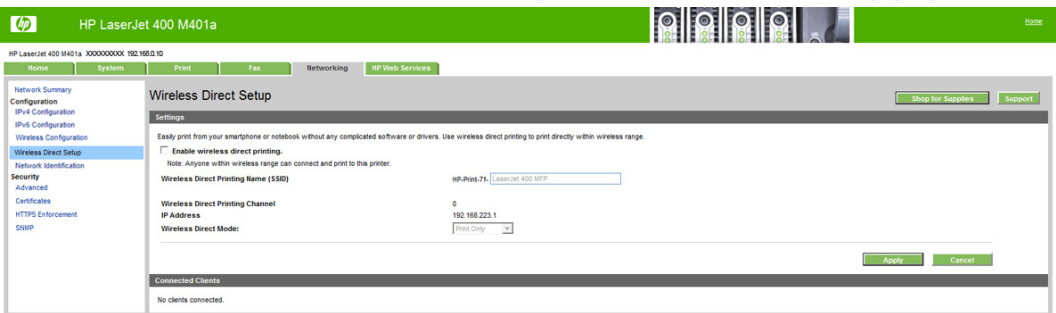 hp HP LaserJet 400 M401a Home
HP LaserJet 400 M401a XXXXXXXXXX 192.168.0.10
Home System Print Fax Networking HP Web Services
Network Summary
Configuration
IPv4 Configuration
IPv6 Configuration
Wireless Configuration
Wireless Direct Setup
Network Identification
Security
Advanced
Certificates
HTTPS Enforcement
SNMP
Wireless Direct Setup Shop for Supplies Support
Settings
Easily print from your smartphone or notebook without any complicated software or drivers. Use wireless direct printing to print directly within wireless range.
Enable wireless direct printing.
Note: Anyone within wireless range can connect and print to this printer.
Wireless Direct Printing Name (SSID) HP-Print-7f- LaserJet 400 MFP
Wireless Direct Printing Channel 0
IP Address 192.168.223.1
Wireless Direct Mode: Print Only
Apply Cancel
Connected Clients
No clients connected.